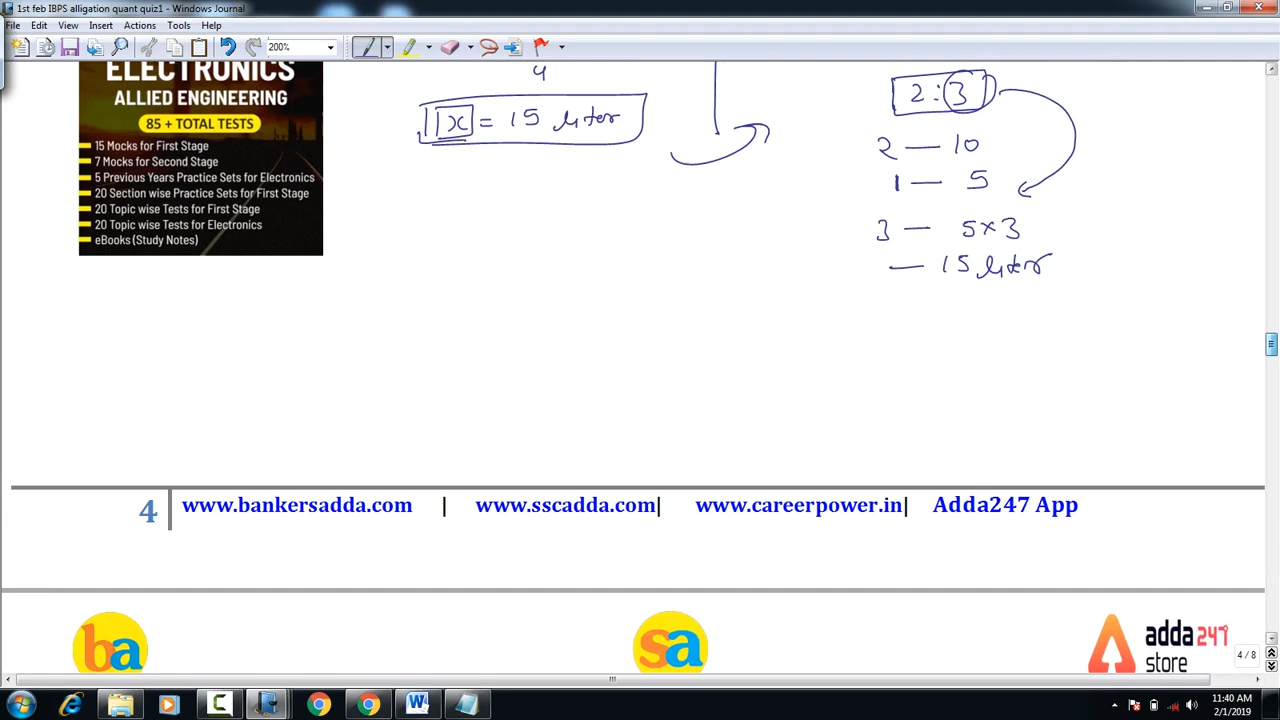 1st feb IBPS alligation quant quiz1 - Windows Journal
File Edit View Insert Actions Tools Help
200%
ELECTRONICS
ALLIED ENGINEERING
85 + TOTAL TESTS
15 Mocks for First Stage
7 Mocks for Second Stage
5 Previous Years Practice Sets for Electronics
20 Section wise Practice Sets for First Stage
20 Topic wise Tests for First Stage
20 Topic wise Tests for Electronics
eBooks (Study Notes)
4
x = 15 liter
2:3
2 — 10
1 — 5
3 — 5×3
— 15 liter
4 www.bankersadda.com | www.sscadda.com| www.careerpower.in| Adda247 App
ba
sa
adda247
store
4 / 8
11:40 AM
2/1/2019